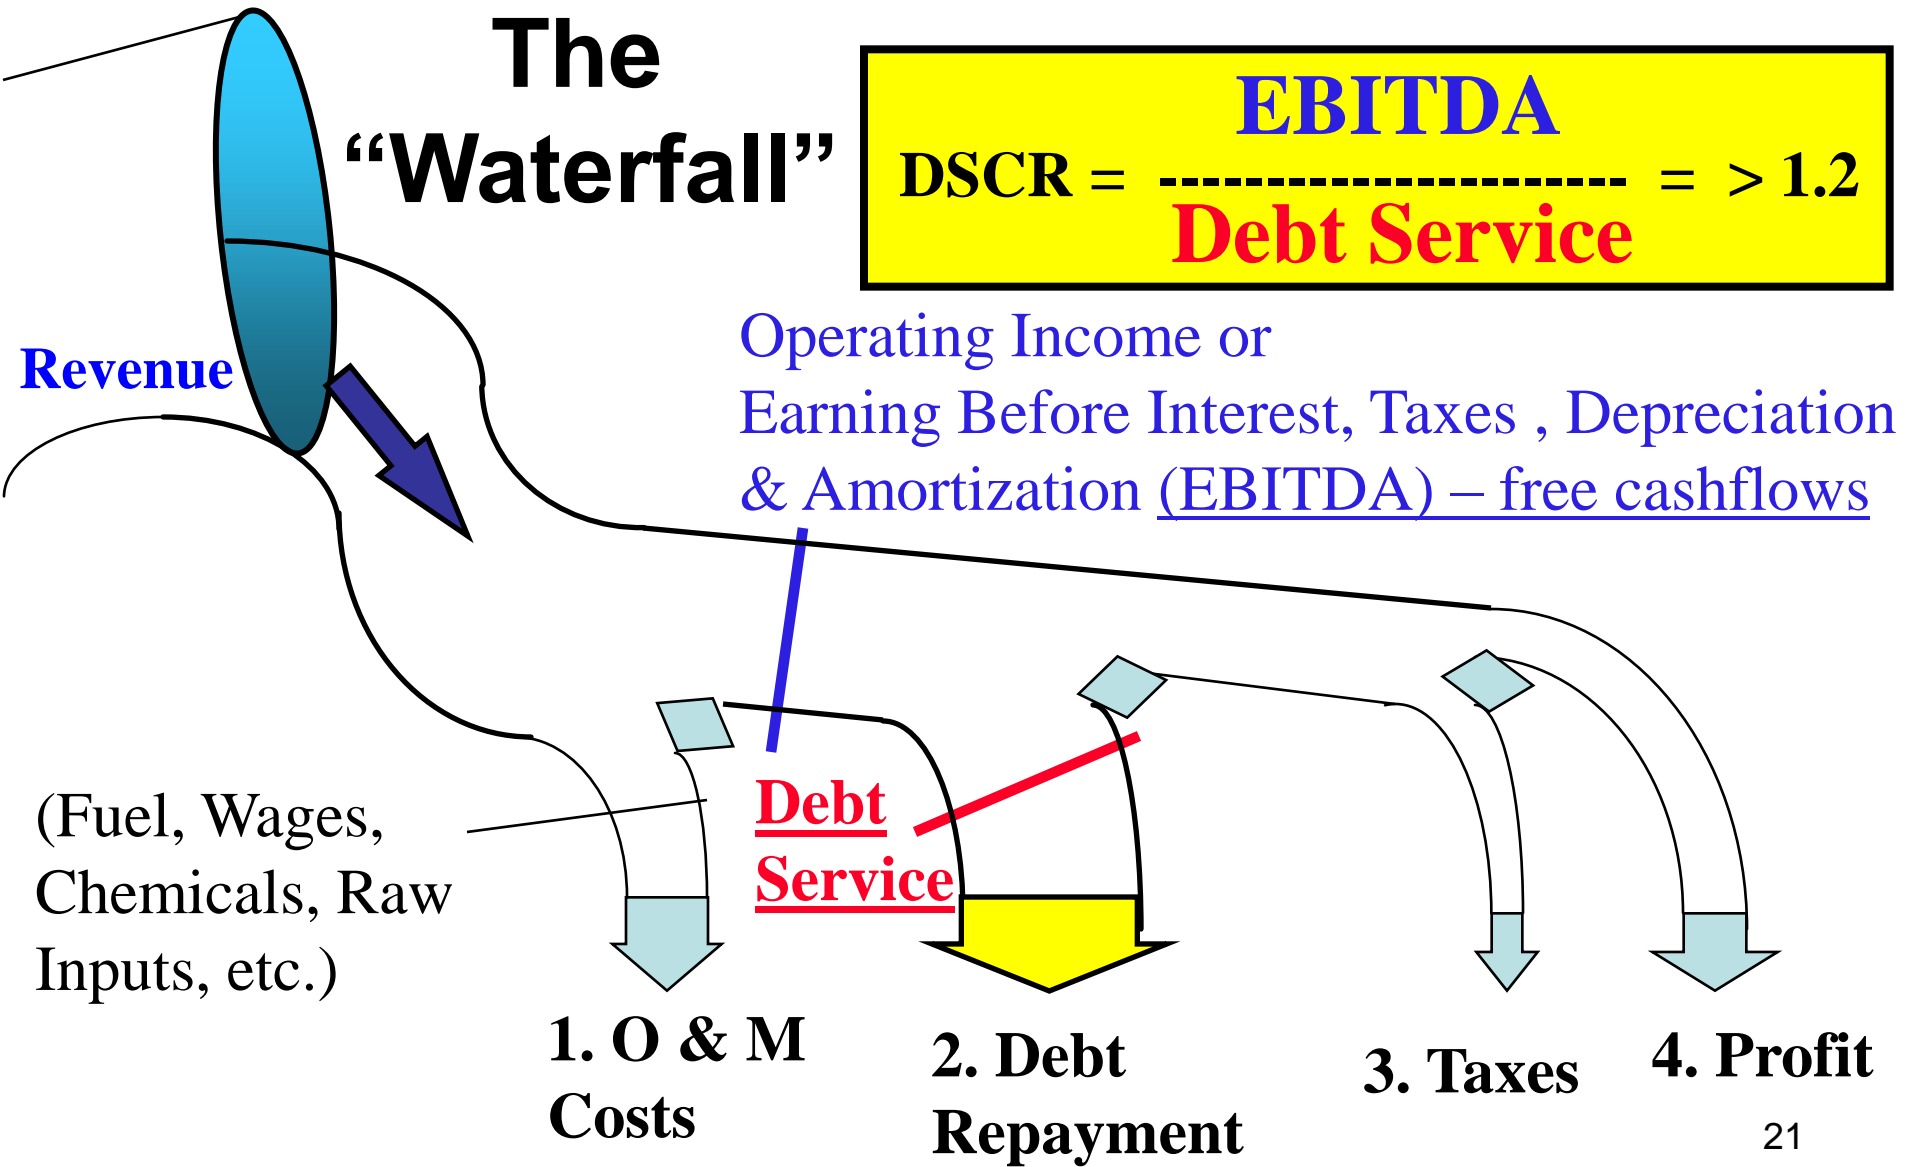 The
“Waterfall”
EBITDA
DSCR = ---------------------- = > 1.2
Debt Service
Operating Income or
Earning Before Interest, Taxes , Depreciation
& Amortization (EBITDA) – free cashflows
Revenue
Debt
Service
(Fuel, Wages,
Chemicals, Raw
Inputs, etc.)
1. O & M
Costs
2. Debt
Repayment
3. Taxes
4. Profit
21